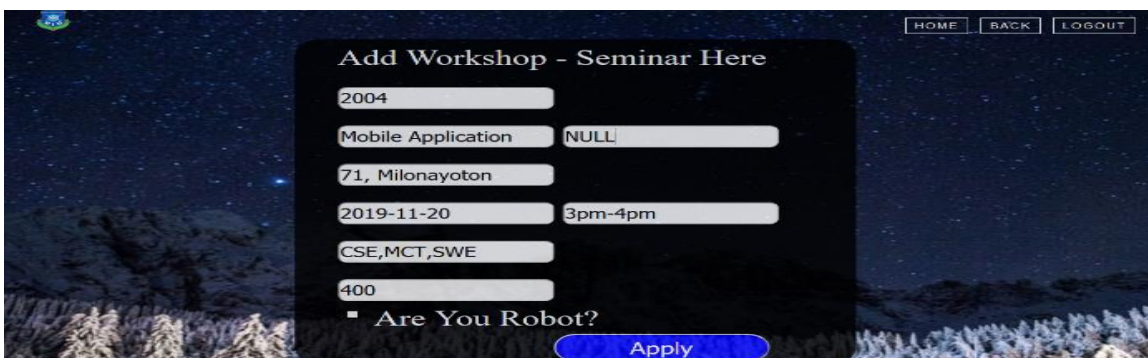 HOME BACK LOGOUT
Add Workshop - Seminar Here
2004
Mobile Application NULL
71, Milonayoton
2019-11-20 3pm-4pm
CSE,MCT,SWE
400
Are You Robot?
Apply